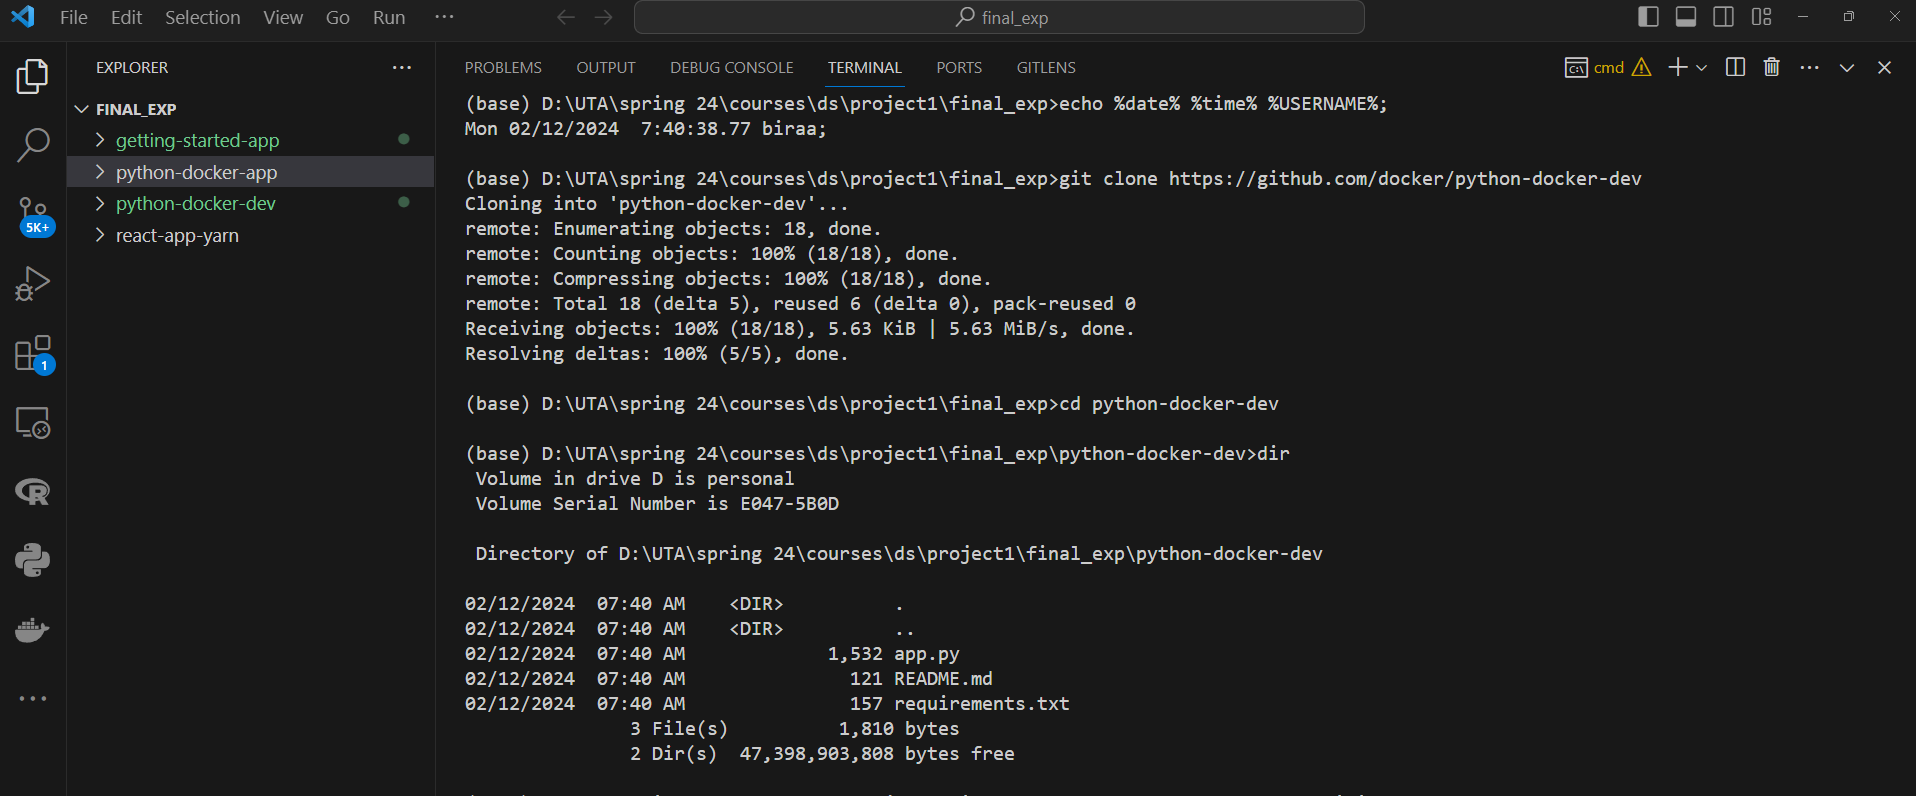 File Edit Selection View Go Run ...
final_exp
EXPLORER
FINAL_EXP
getting-started-app
python-docker-app
python-docker-dev
react-app-yarn
5K+
1
PROBLEMS OUTPUT DEBUG CONSOLE TERMINAL PORTS GITLENS
cmd
(base) D:\UTA\spring 24\courses\ds\project1\final_exp>echo %date% %time% %USERNAME%;
Mon 02/12/2024  7:40:38.77 biraa;
(base) D:\UTA\spring 24\courses\ds\project1\final_exp>git clone https://github.com/docker/python-docker-dev
Cloning into 'python-docker-dev'...
remote: Enumerating objects: 18, done.
remote: Counting objects: 100% (18/18), done.
remote: Compressing objects: 100% (18/18), done.
remote: Total 18 (delta 5), reused 6 (delta 0), pack-reused 0
Receiving objects: 100% (18/18), 5.63 KiB | 5.63 MiB/s, done.
Resolving deltas: 100% (5/5), done.
(base) D:\UTA\spring 24\courses\ds\project1\final_exp>cd python-docker-dev
(base) D:\UTA\spring 24\courses\ds\project1\final_exp\python-docker-dev>dir
Volume in drive D is personal
Volume Serial Number is E047-5B0D
Directory of D:\UTA\spring 24\courses\ds\project1\final_exp\python-docker-dev
02/12/2024  07:40 AM    <DIR>          .
02/12/2024  07:40 AM    <DIR>          ..
02/12/2024  07:40 AM             1,532 app.py
02/12/2024  07:40 AM               121 README.md
02/12/2024  07:40 AM               157 requirements.txt
3 File(s)          1,810 bytes
2 Dir(s)  47,398,903,808 bytes free